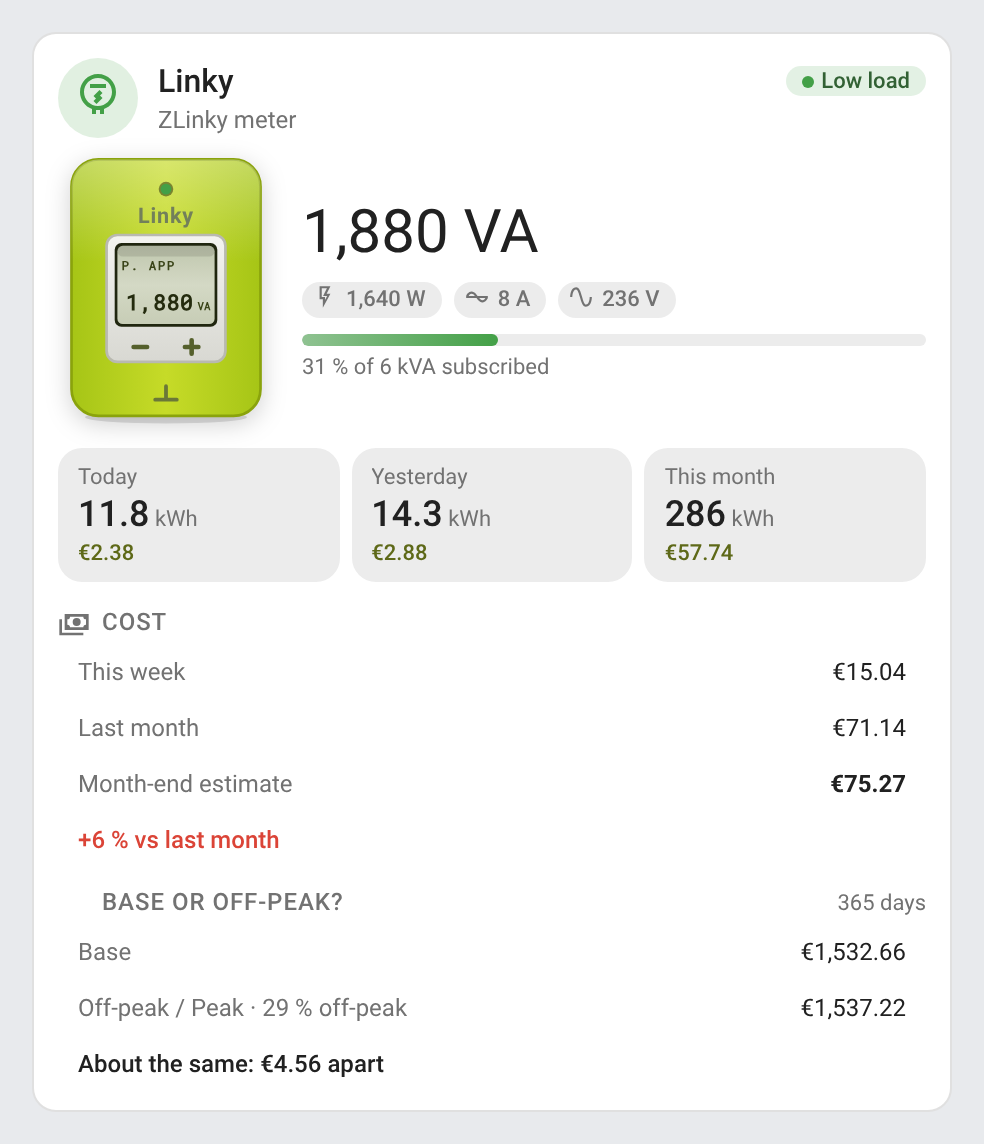 Linky
Low load
ZLinky meter
Linky
P. APP
1,880 VA
1,880 VA
1,640 W
8 A
236 V
31 % of 6 kVA subscribed
Today
11.8 kWh
€2.38
Yesterday
14.3 kWh
€2.88
This month
286 kWh
€57.74
COST
This week €15.04
Last month €71.14
Month-end estimate €75.27
+6 % vs last month
BASE OR OFF-PEAK? 365 days
Base €1,532.66
Off-peak / Peak · 29 % off-peak €1,537.22
About the same: €4.56 apart